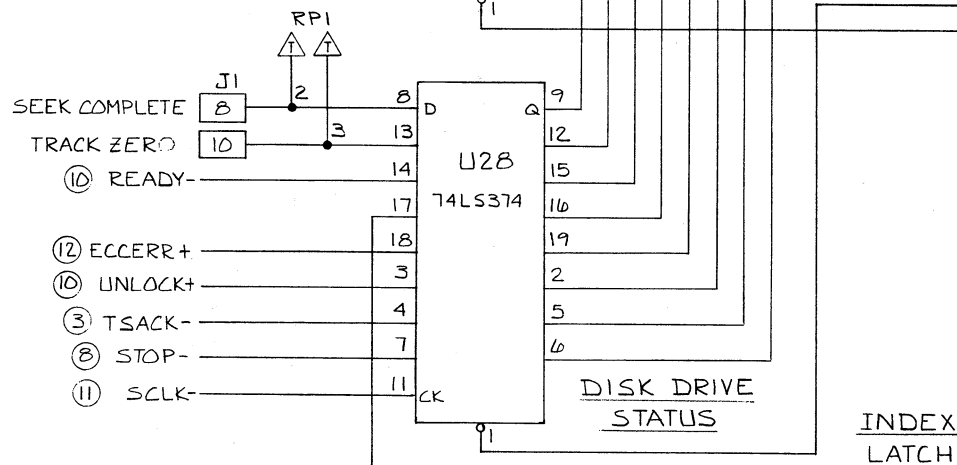 1
RP1
T T
J1
2
SEEK COMPLETE 8 8 D Q 9
TRACK ZERO 10 3 13 12
U28
10 READY- 14 15
74LS374
17 16
12 ECCERR+ 18 19
10 UNLOCK+ 3 2
3 TSACK- 4 5
8 STOP- 7 6
11 SCLK- 11 CK
DISK DRIVE
STATUS
1
INDEX
LATCH